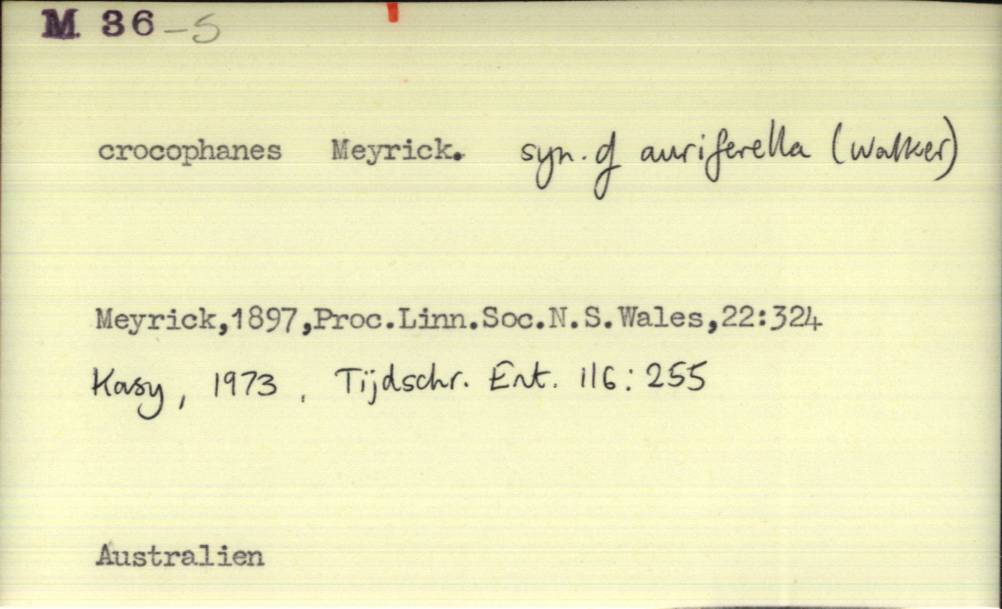 M 36-5
crocophanes Meyrick. syn. of auriferella (Walker)
Meyrick,1897,Proc.Linn.Soc.N.S.Wales,22:324
Kasy, 1973, Tijdschr. Ent. 116:255
Australien